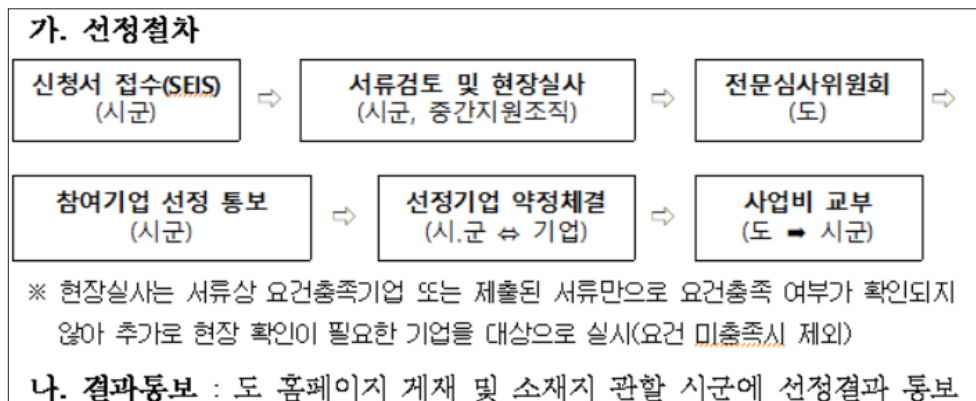 가. 선정절차
신청서 접수(SEIS) ⇨ 서류검토 및 현장실사 ⇨ 전문심사위원회 ⇨
(시군) (시군, 중간지원조직) (도)
참여기업 선정 통보 ⇨ 선정기업 약정체결 ⇨ 사업비 교부
(시군) (시.군 ⇔ 기업) (도 ➡ 시군)
※ 현장실사는 서류상 요건충족기업 또는 제출된 서류만으로 요건충족 여부가 확인되지
않아 추가로 현장 확인이 필요한 기업을 대상으로 실시(요건 미충족시 제외)
나. 결과통보 : 도 홈페이지 게재 및 소재지 관할 시군에 선정결과 통보